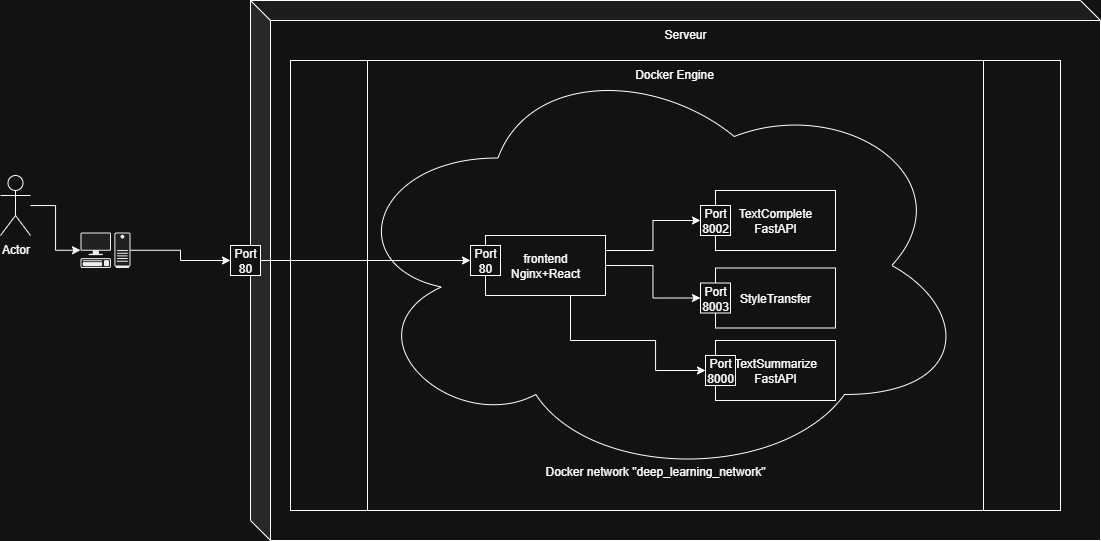 Serveur
Docker Engine
Actor
Port
80
Port
80
frontend
Nginx+React
Port
8002
TextComplete
FastAPI
Port
8003
StyleTransfer
Port
8000
TextSummarize
FastAPI
Docker network "deep_learning_network"